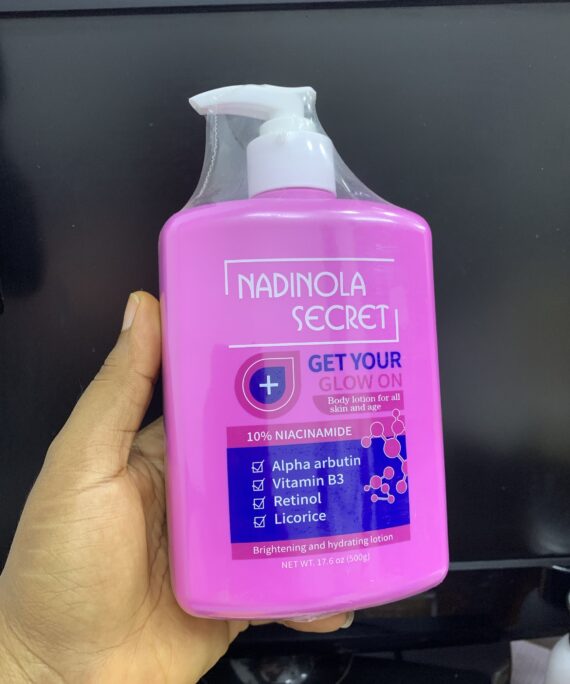 NADINOLA
SECRET
GET YOUR
GLOW ON
Body lotion for all
skin and age
10% NIACINAMIDE
Alpha arbutin
Vitamin B3
Retinol
Licorice
Brightening and hydrating lotion
NET WT. 17.6 oz (500g)